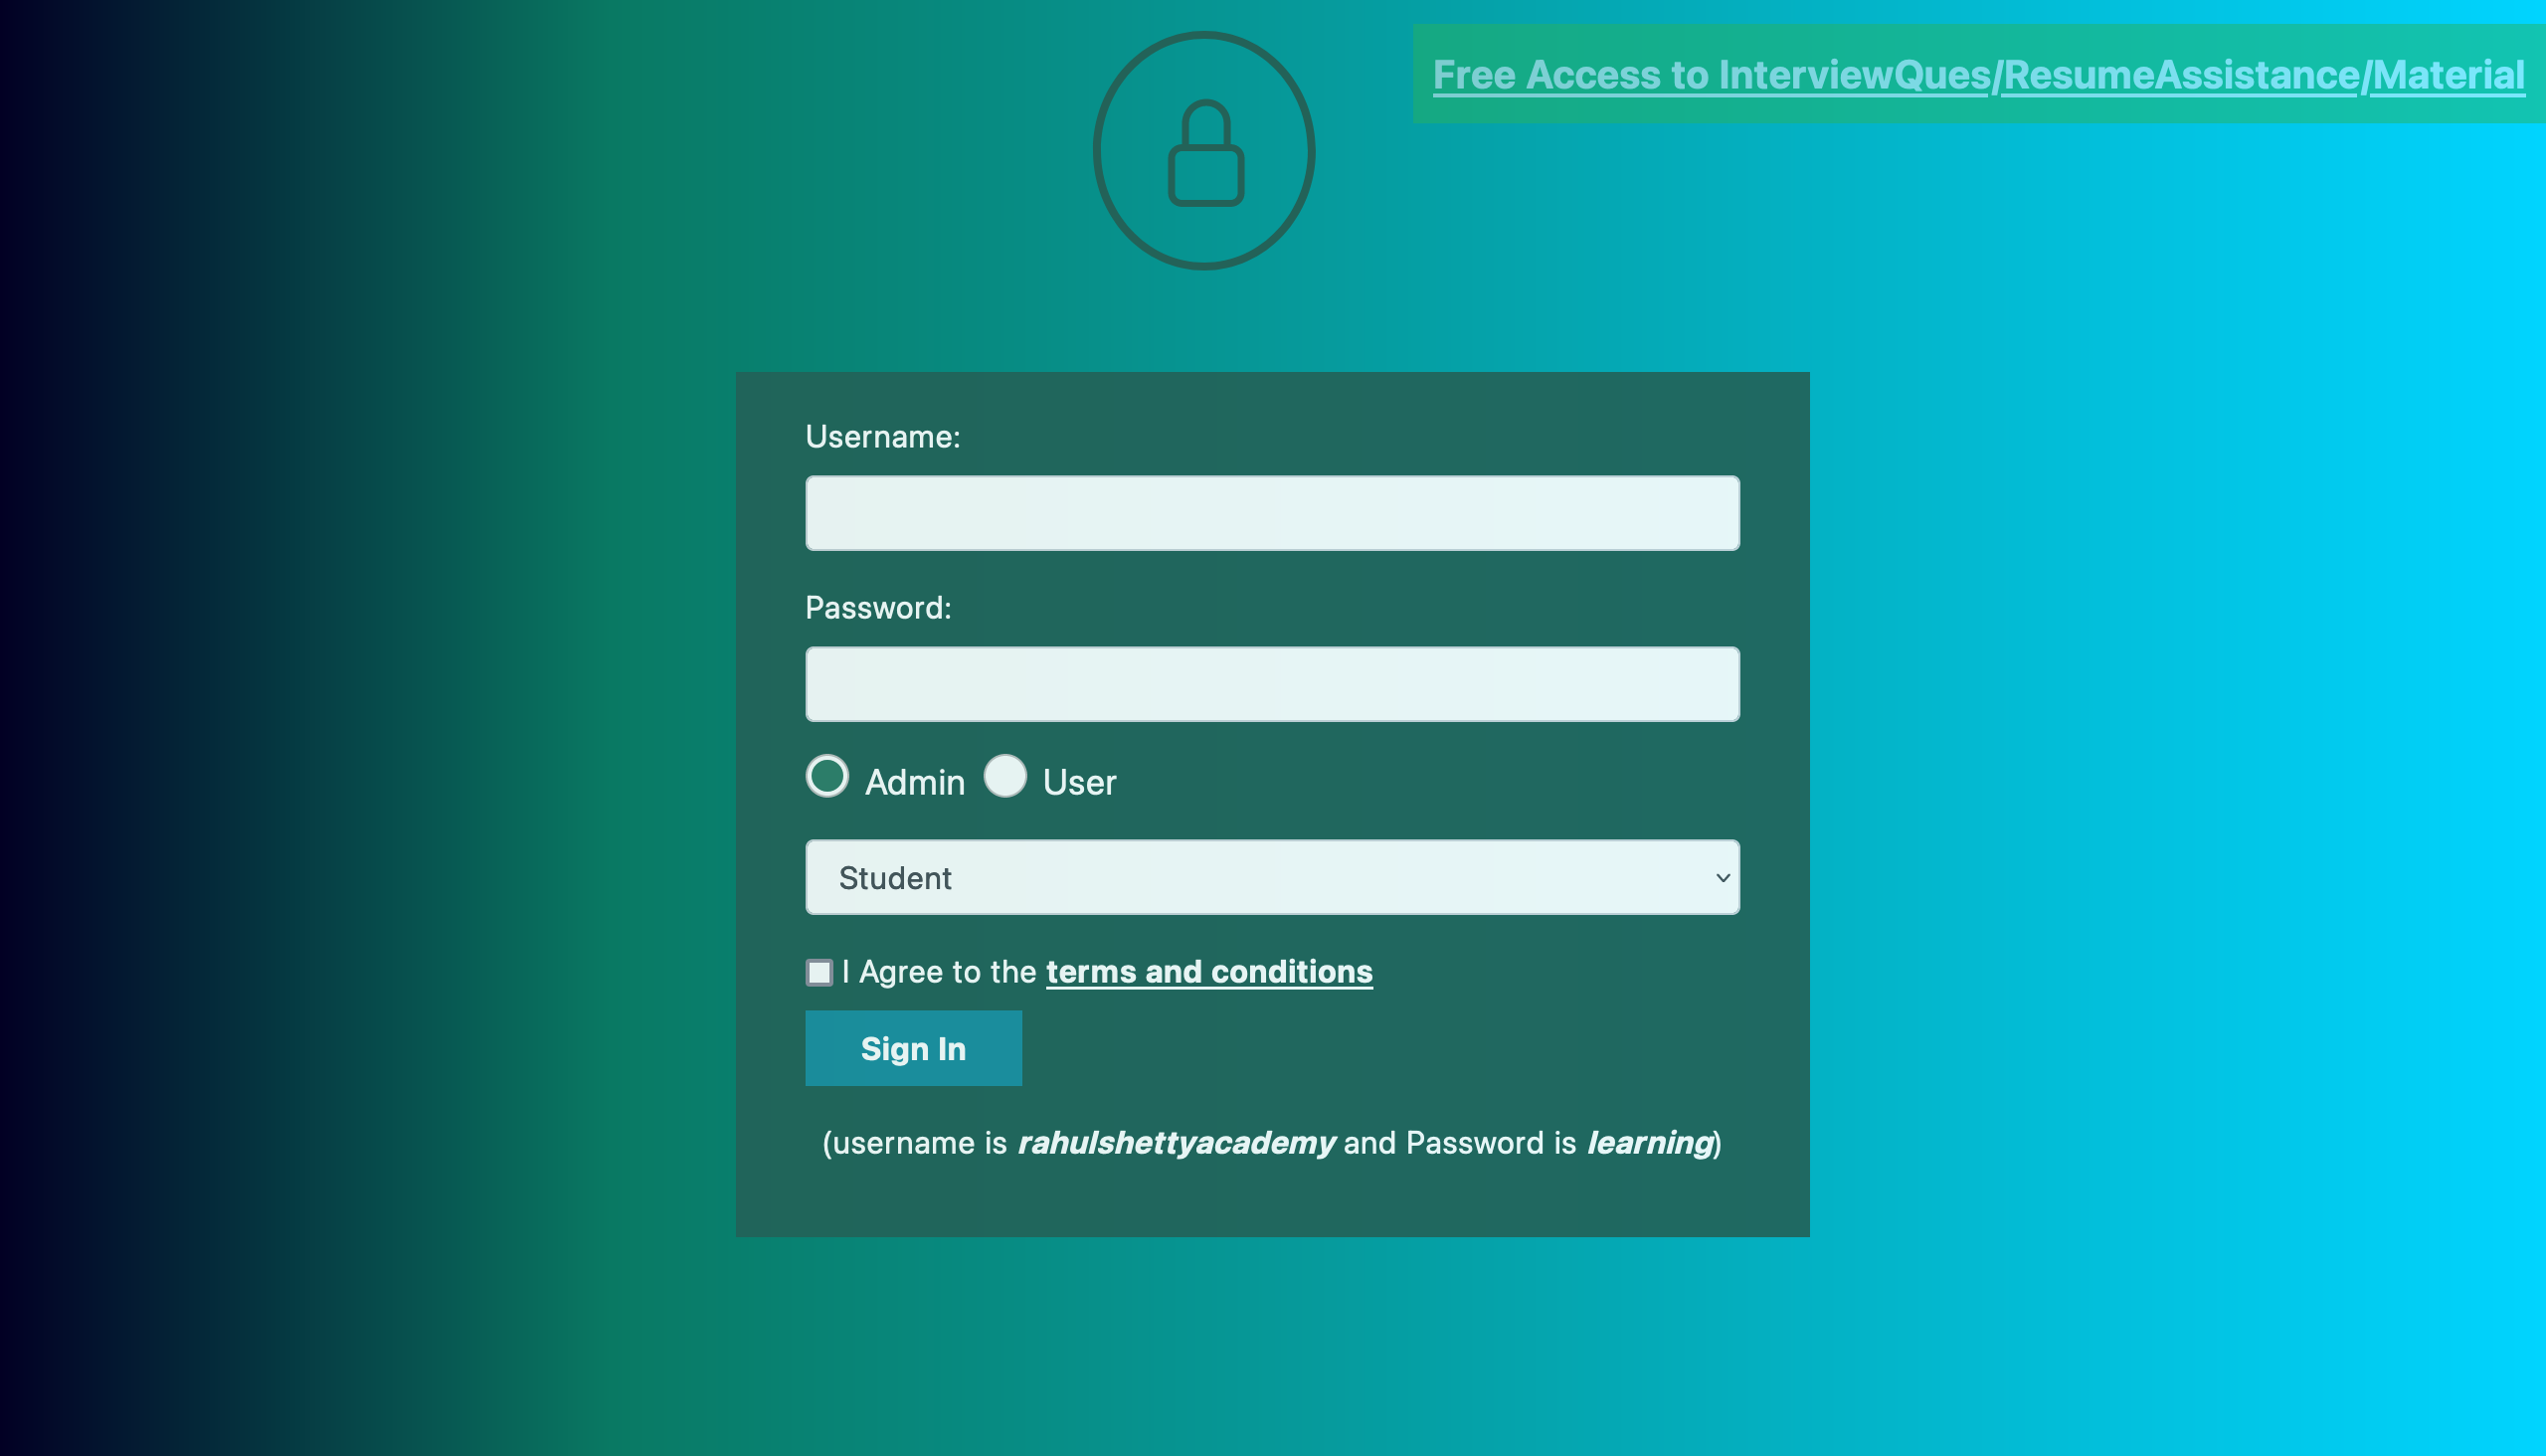 Free Access to InterviewQues/ResumeAssistance/Material
Username:
Password:
Admin User
Student
I Agree to the terms and conditions
Sign In
(username is rahulshettyacademy and Password is learning)